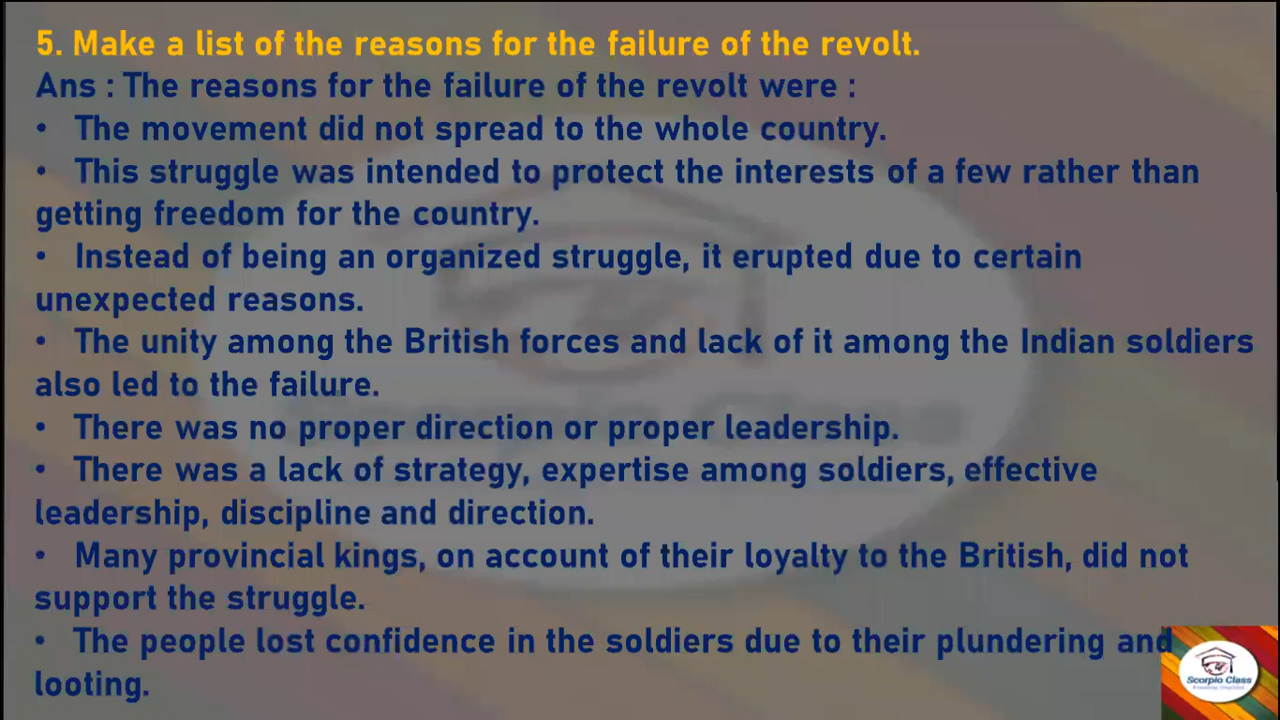 5. Make a list of the reasons for the failure of the revolt.
Ans : The reasons for the failure of the revolt were :
• The movement did not spread to the whole country.
• This struggle was intended to protect the interests of a few rather than
getting freedom for the country.
• Instead of being an organized struggle, it erupted due to certain
unexpected reasons.
• The unity among the British forces and lack of it among the Indian soldiers
also led to the failure.
• There was no proper direction or proper leadership.
• There was a lack of strategy, expertise among soldiers, effective
leadership, discipline and direction.
• Many provincial kings, on account of their loyalty to the British, did not
support the struggle.
• The people lost confidence in the soldiers due to their plundering and
looting.
Scorpio Class